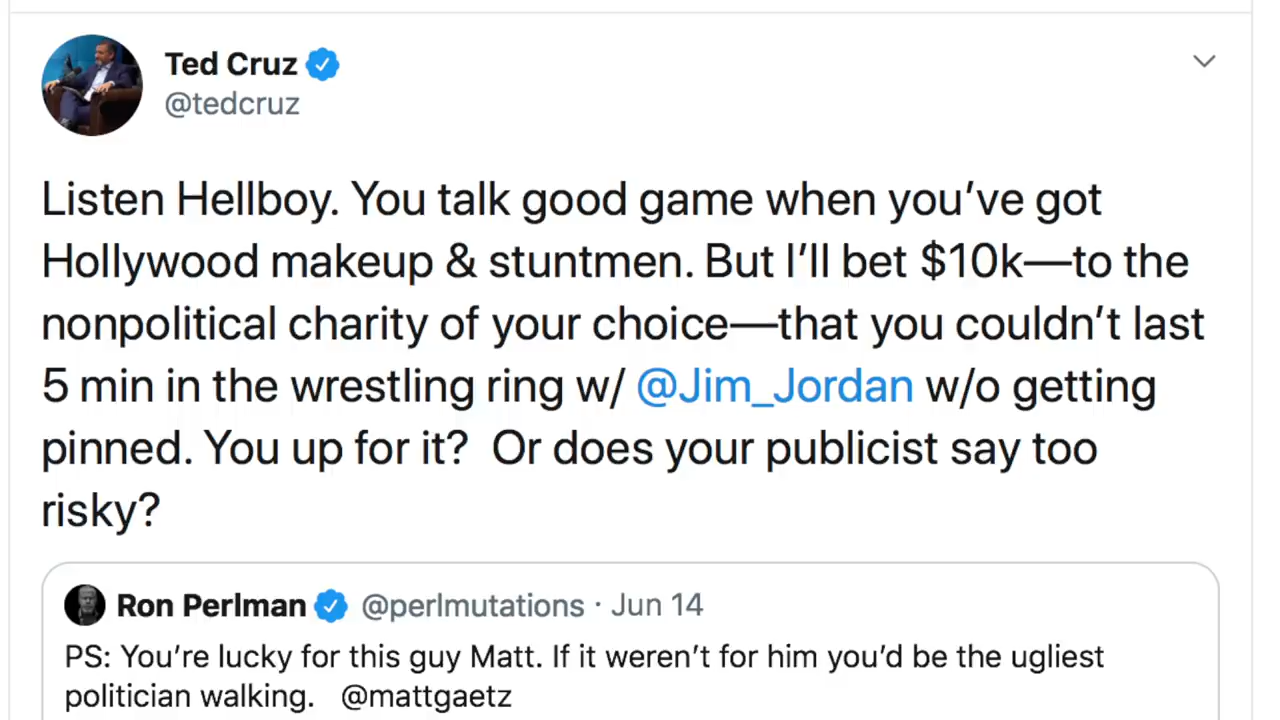 Ted Cruz
@tedcruz
Listen Hellboy. You talk good game when you’ve got
Hollywood makeup & stuntmen. But I’ll bet $10k—to the
nonpolitical charity of your choice—that you couldn’t last
5 min in the wrestling ring w/ @Jim_Jordan w/o getting
pinned. You up for it?  Or does your publicist say too
risky?
Ron Perlman @perlmutations · Jun 14
PS: You’re lucky for this guy Matt. If it weren’t for him you’d be the ugliest
politician walking.   @mattgaetz